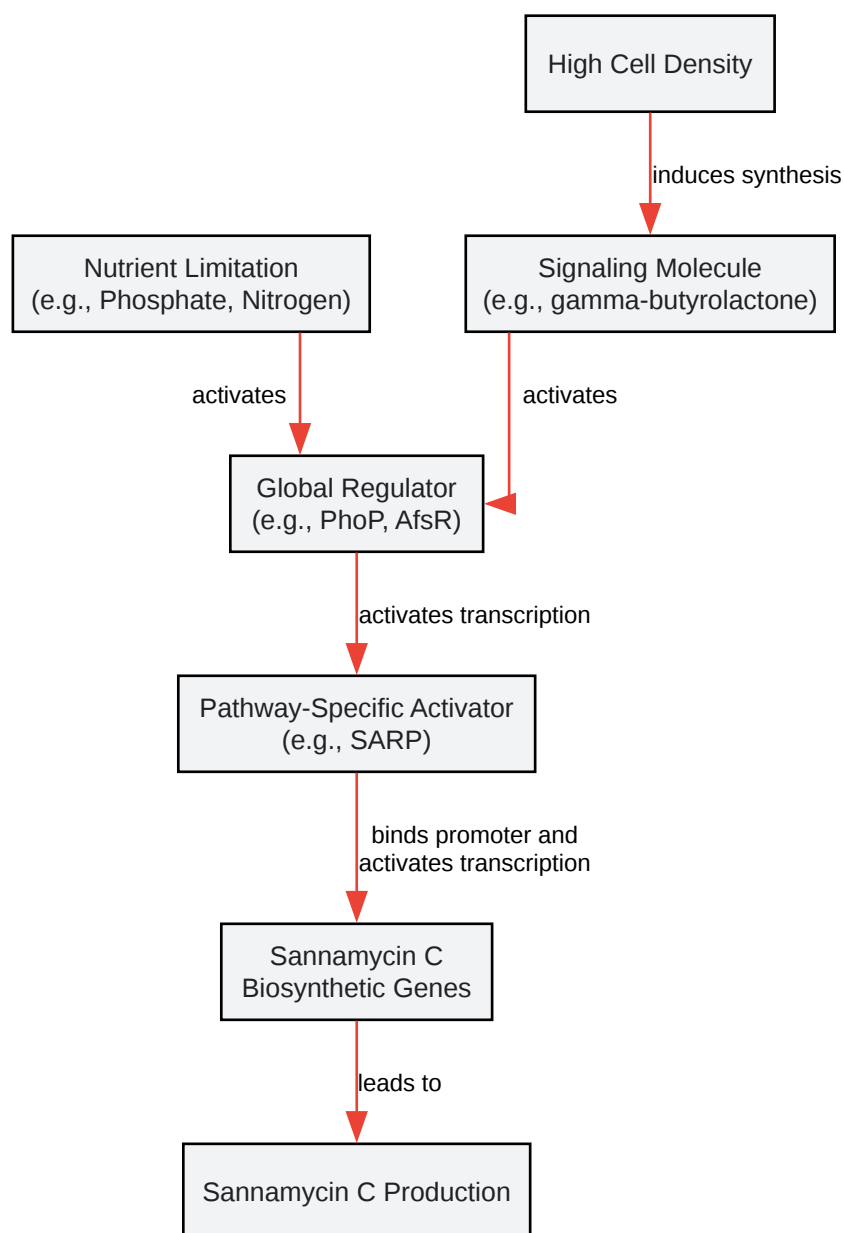 High Cell Density
induces synthesis
Nutrient Limitation
(e.g., Phosphate, Nitrogen)
Signaling Molecule
(e.g., gamma-butyrolactone)
activates
activates
Global Regulator
(e.g., PhoP, AfsR)
activates transcription
Pathway-Specific Activator
(e.g., SARP)
binds promoter and
activates transcription
Sannamycin C
Biosynthetic Genes
leads to
Sannamycin C Production